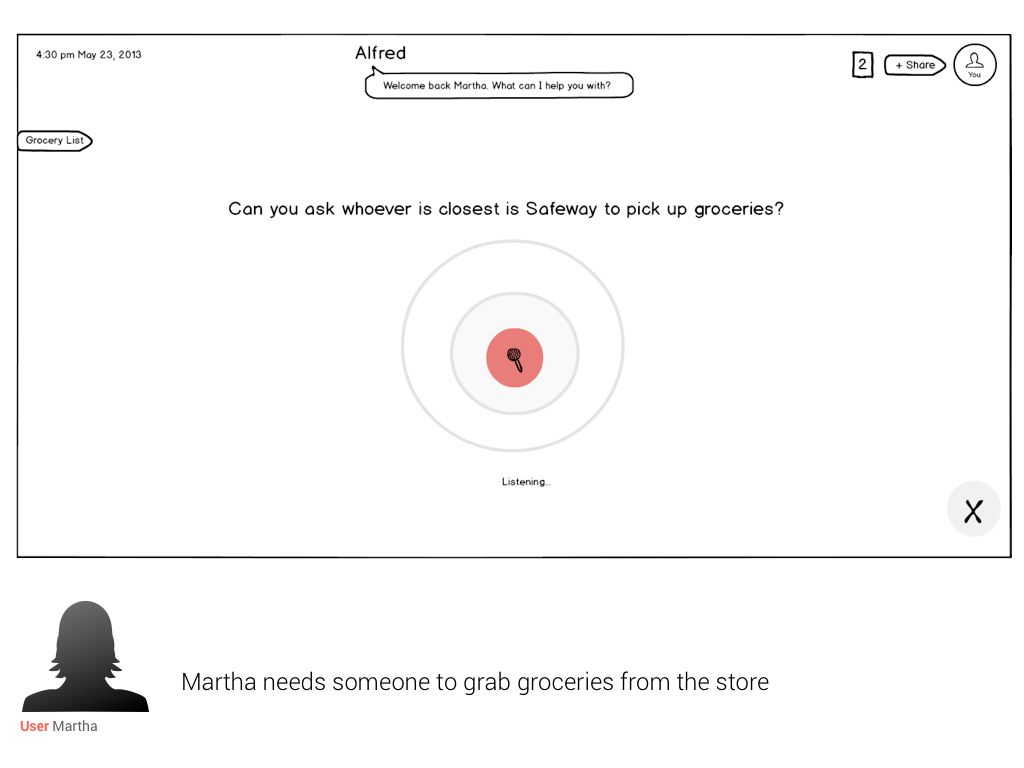 4:30 pm May 23, 2013
Alfred
2
+ Share
You
Welcome back Martha. What can I help you with?
Grocery List
Can you ask whoever is closest is Safeway to pick up groceries?
Listening...
X
Martha needs someone to grab groceries from the store
User Martha